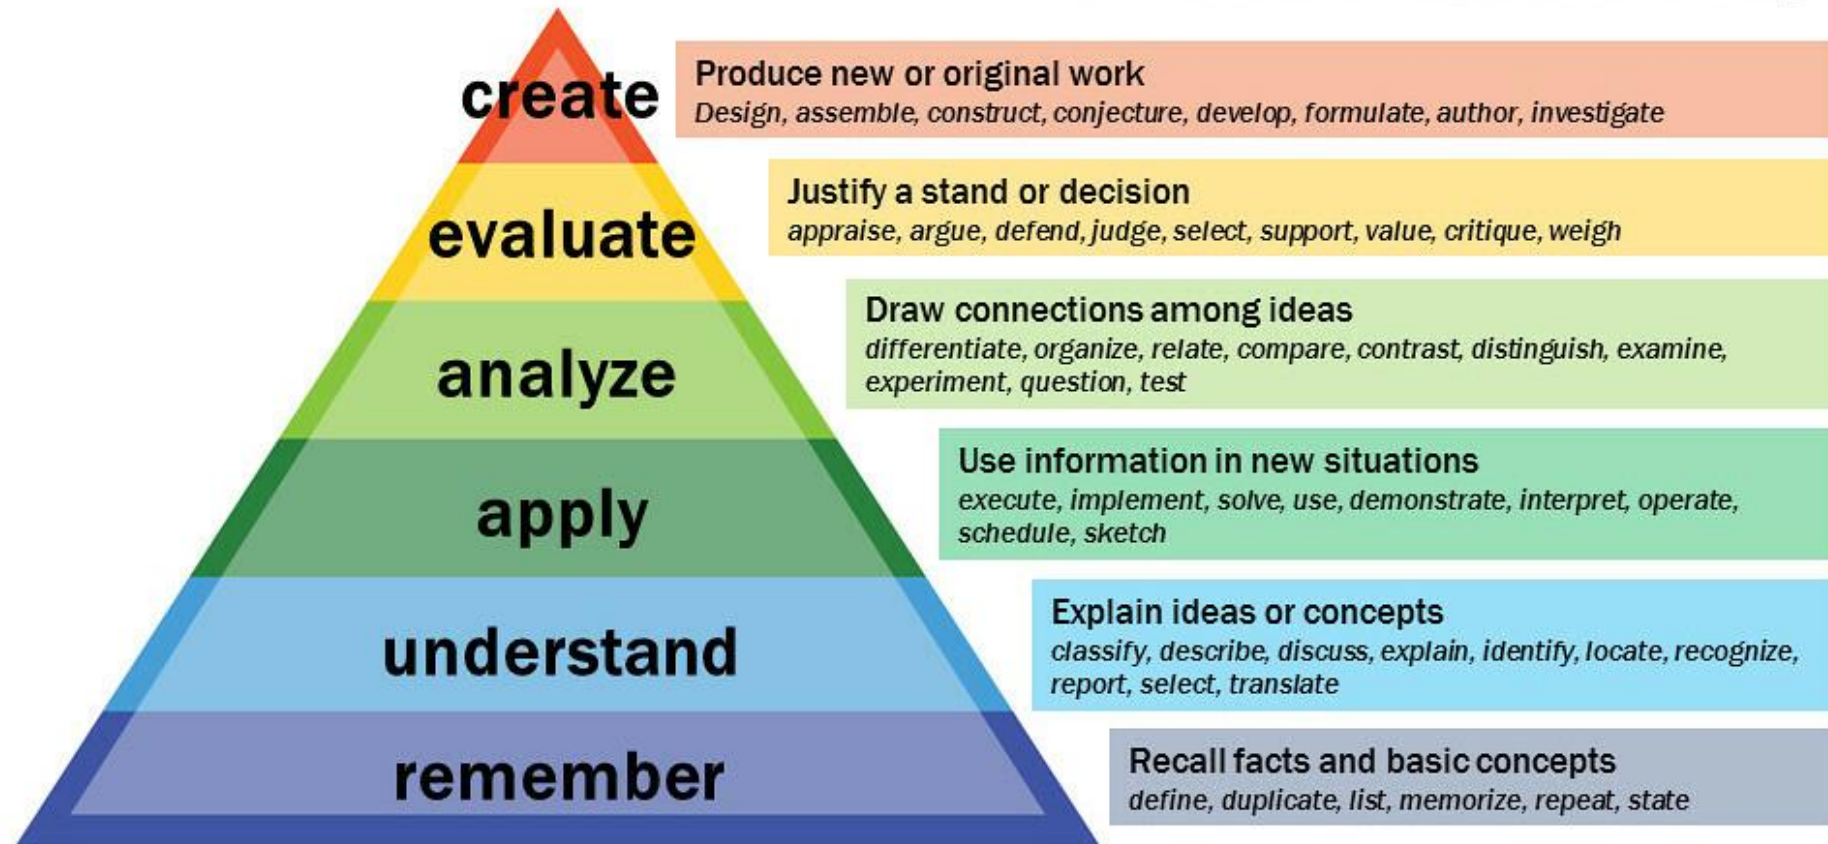 create
Produce new or original work
Design, assemble, construct, conjecture, develop, formulate, author, investigate
evaluate
Justify a stand or decision
appraise, argue, defend, judge, select, support, value, critique, weigh
analyze
Draw connections among ideas
differentiate, organize, relate, compare, contrast, distinguish, examine,
experiment, question, test
apply
Use information in new situations
execute, implement, solve, use, demonstrate, interpret, operate,
schedule, sketch
understand
Explain ideas or concepts
classify, describe, discuss, explain, identify, locate, recognize,
report, select, translate
remember
Recall facts and basic concepts
define, duplicate, list, memorize, repeat, state